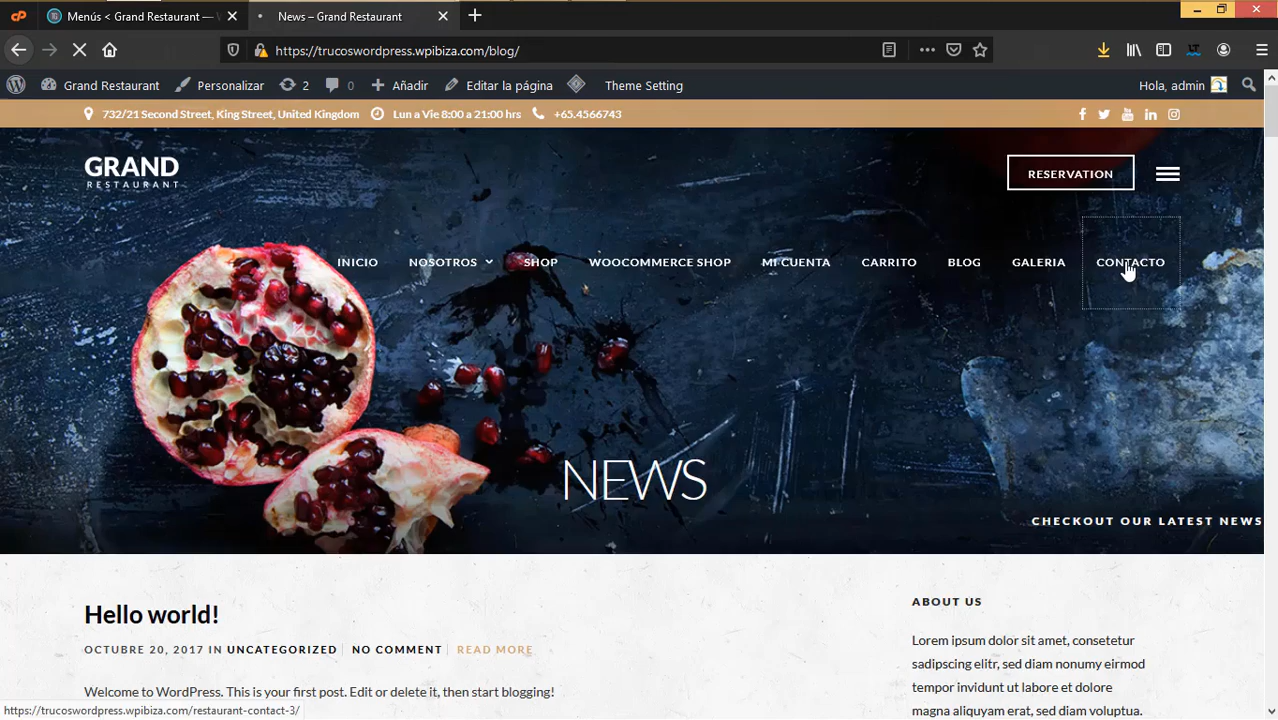 Menús < Grand Restaurant — 
News – Grand Restaurant
https://trucoswordpress.wpibiza.com/blog/
Grand Restaurant Personalizar 2 0 Añadir Editar la página Theme Setting Hola, admin
732/21 Second Street, King Street, United Kingdom Lun a Vie 8:00 a 21:00 hrs +65.4566743
GRAND
RESTAURANT
RESERVATION
INICIO NOSOTROS SHOP WOOCOMMERCE SHOP MI CUENTA CARRITO BLOG GALERIA CONTACTO
NEWS
CHECKOUT OUR LATEST NEWS
Hello world!
OCTUBRE 20, 2017 IN UNCATEGORIZED NO COMMENT READ MORE
Welcome to WordPress. This is your first post. Edit or delete it, then start blogging!
ABOUT US
Lorem ipsum dolor sit amet, consetetur
sadipscing elitr, sed diam nonumy eirmod
tempor invidunt ut labore et dolore
magna aliquyam erat, sed diam voluptua.
https://trucoswordpress.wpibiza.com/restaurant-contact-3/